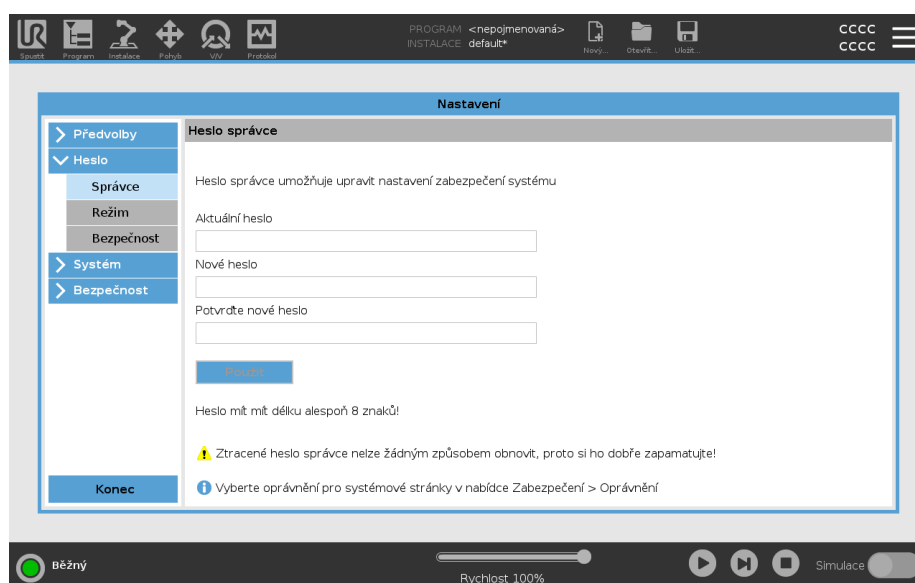 PROGRAM <nepojmenovaná>
INSTALACE default*
cccc
cccc
Spustit Program Instalace Pohyb V/V Protokol Nový... Otevřít... Uložit...
Nastavení
Předvolby
Heslo
Správce
Režim
Bezpečnost
Systém
Bezpečnost
Konec
Heslo správce
Heslo správce umožňuje upravit nastavení zabezpečení systému
Aktuální heslo
Nové heslo
Potvrďte nové heslo
Použít
Heslo mít mít délku alespoň 8 znaků!
Ztracené heslo správce nelze žádným způsobem obnovit, proto si ho dobře zapamatujte!
Vyberte oprávnění pro systémové stránky v nabídce Zabezpečení > Oprávnění
Běžný
Rychlost 100%
Simulace